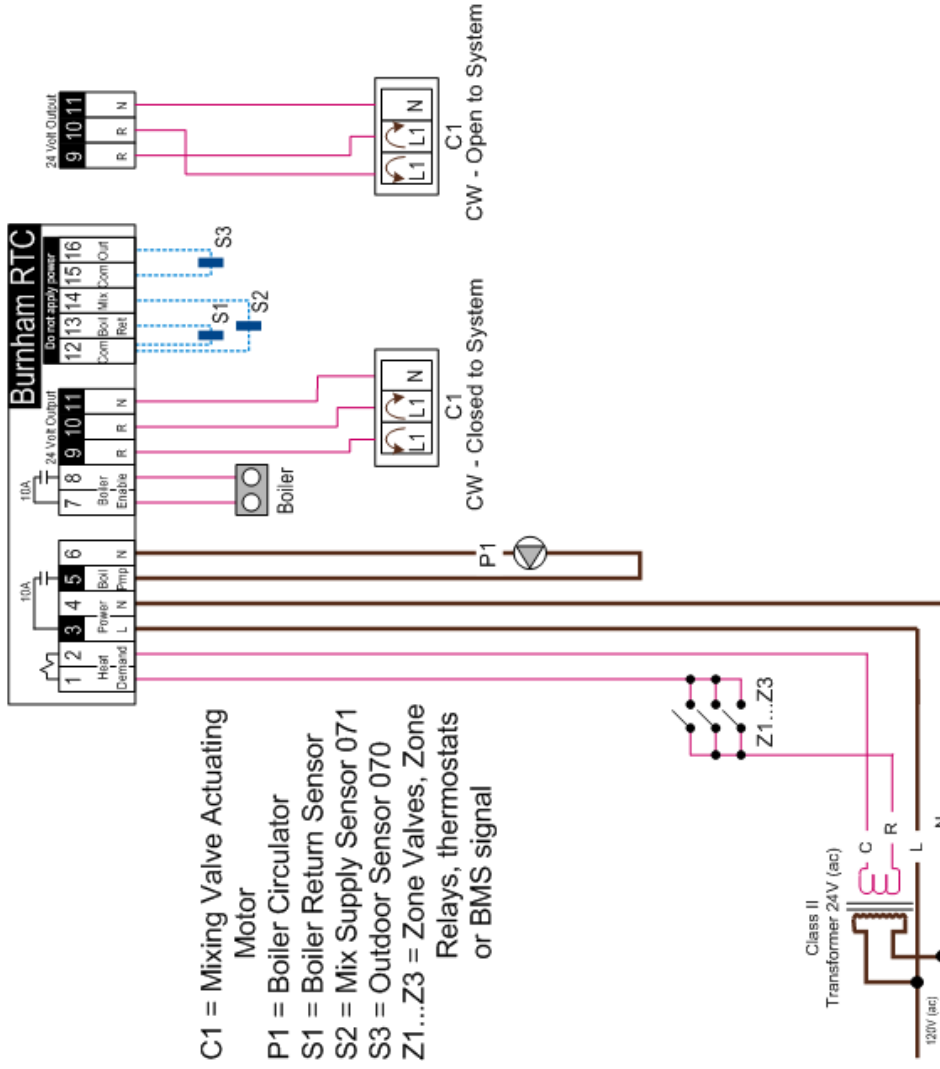 Burnham RTC
Do not apply power
10A
10A
24 Volt Output
1 2 3 4 5 6 7 8 9 10 11 12 13 14 15 16
Heat Demand
Power
L N
Boil Pmp
N
Boiler Enable
R R N
Com Boil Ret Mix Com Out
24 Volt Output
9 10 11
R R N
S1
S2
S3
Boiler
L1 L1 N
C1
CW - Closed to System
L1 L1 N
C1
CW - Open to System
P1
C1 = Mixing Valve Actuating
Motor
P1 = Boiler Circulator
S1 = Boiler Return Sensor
S2 = Mix Supply Sensor 071
S3 = Outdoor Sensor 070
Z1...Z3 = Zone Valves, Zone
Relays, thermostats
or BMS signal
Z1...Z3
Class II
Transformer 24V (ac)
C
R
L
120V (ac)